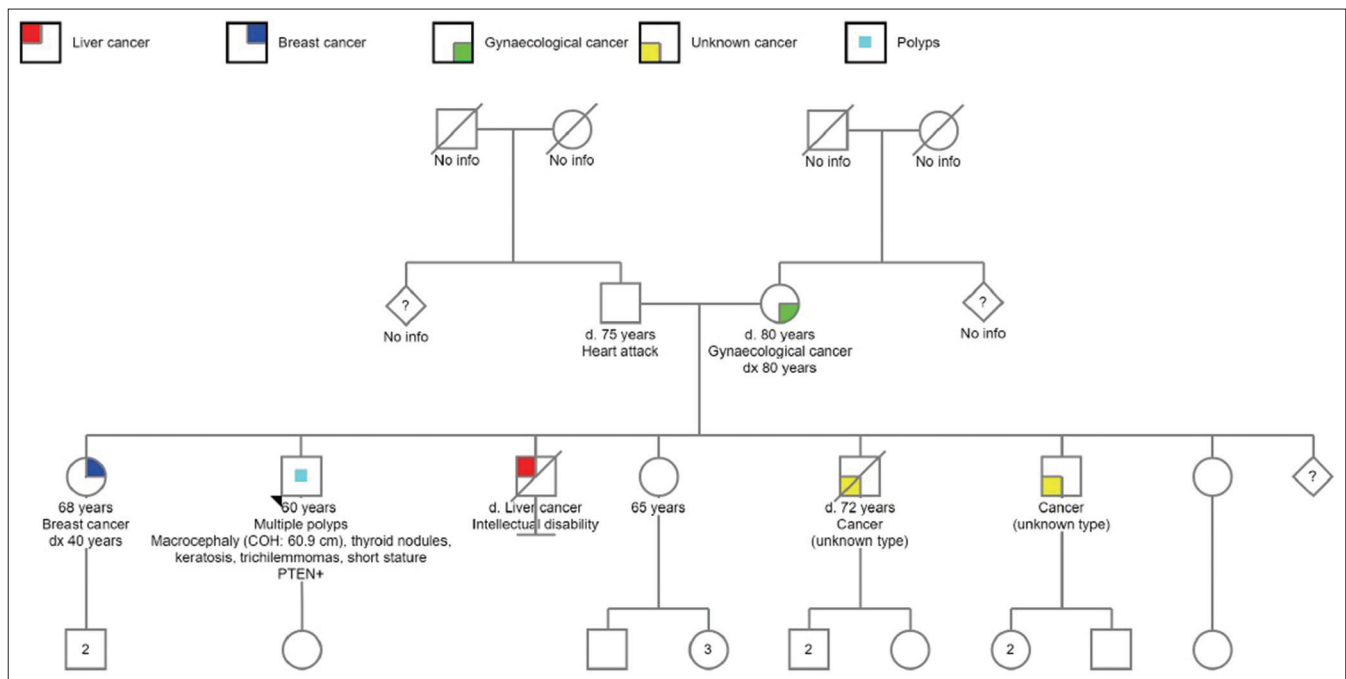 Liver cancer
Breast cancer
Gynaecological cancer
Unknown cancer
Polyps
No info
No info
No info
No info
?
No info
d. 75 years
Heart attack
d. 80 years
Gynaecological cancer
dx 80 years
?
No info
68 years
Breast cancer
dx 40 years
60 years
Multiple polyps
Macrocephaly (COH: 60.9 cm), thyroid nodules,
keratosis, trichilemmomas, short stature
PTEN+
d. Liver cancer
Intellectual disability
65 years
d. 72 years
Cancer
(unknown type)
Cancer
(unknown type)
?
2
3
2
2